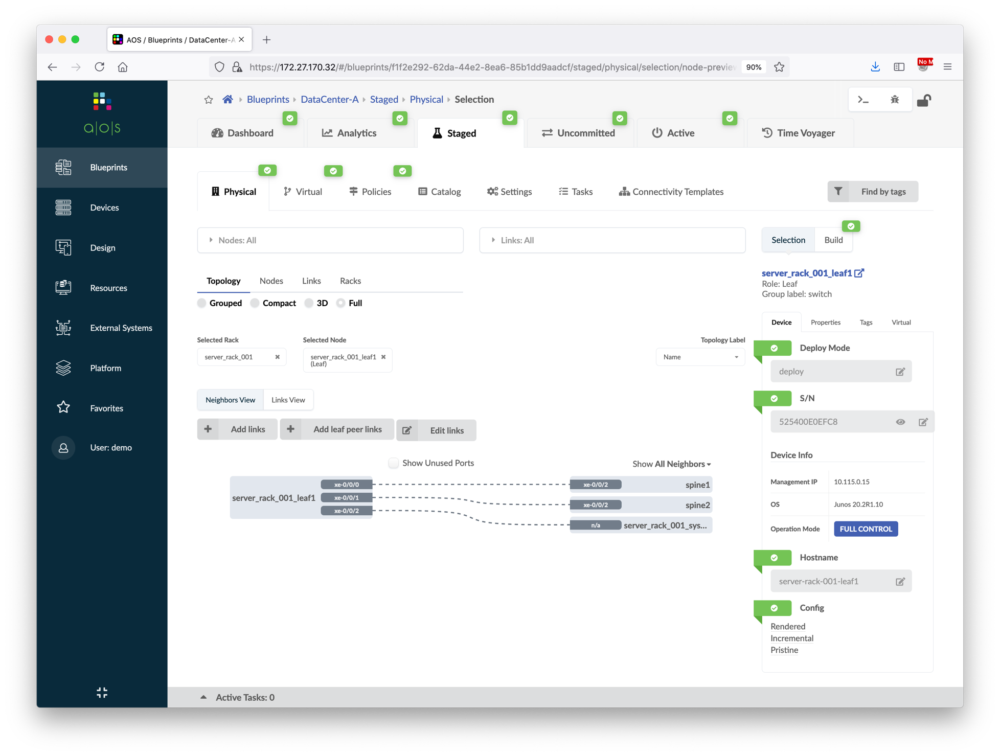 AOS / Blueprints / DataCenter-A
https://172.27.170.32/#/blueprints/f1f2e292-62da-44e2-8ea6-85b1dd9aadcf/staged/physical/selection/node-preview
90%
No M
a|o|s
Blueprints
Devices
Design
Resources
External Systems
Platform
Favorites
User: demo
Blueprints DataCenter-A Staged Physical Selection
Dashboard Analytics Staged Uncommitted Active Time Voyager
Physical Virtual Policies Catalog Settings Tasks Connectivity Templates Find by tags
Nodes: All Links: All
Selection Build
Topology Nodes Links Racks
Grouped Compact 3D Full
Selected Rack Selected Node Topology Label
server_rack_001 server_rack_001_leaf1 Name
(Leaf)
Neighbors View Links View
Add links Add leaf peer links Edit links
Show Unused Ports Show All Neighbors
server_rack_001_leaf1
xe-0/0/0
xe-0/0/1
xe-0/0/2
xe-0/0/2 spine1
xe-0/0/2 spine2
n/a server_rack_001_sys...
server_rack_001_leaf1
Role: Leaf
Group label: switch
Device Properties Tags Virtual
Deploy Mode
deploy
S/N
525400E0EFC8
Device Info
Management IP 10.115.0.15
OS Junos 20.2R1.10
Operation Mode FULL CONTROL
Hostname
server-rack-001-leaf1
Config
Rendered
Incremental
Pristine
Active Tasks: 0